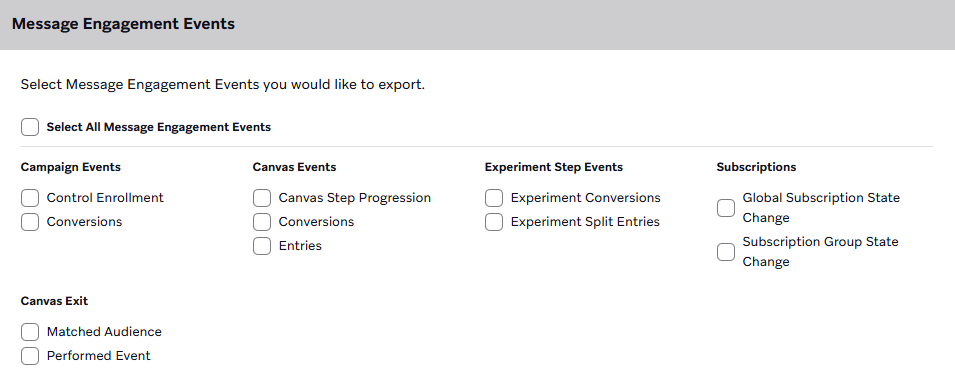 Message Engagement Events
Select Message Engagement Events you would like to export.
Select All Message Engagement Events
Campaign Events
Control Enrollment
Conversions
Canvas Events
Canvas Step Progression
Conversions
Entries
Experiment Step Events
Experiment Conversions
Experiment Split Entries
Subscriptions
Global Subscription State
Change
Subscription Group State
Change
Canvas Exit
Matched Audience
Performed Event